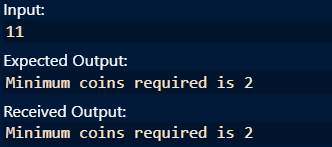 Input:
11
Expected Output:
Minimum coins required is 2
Received Output:
Minimum coins required is 2